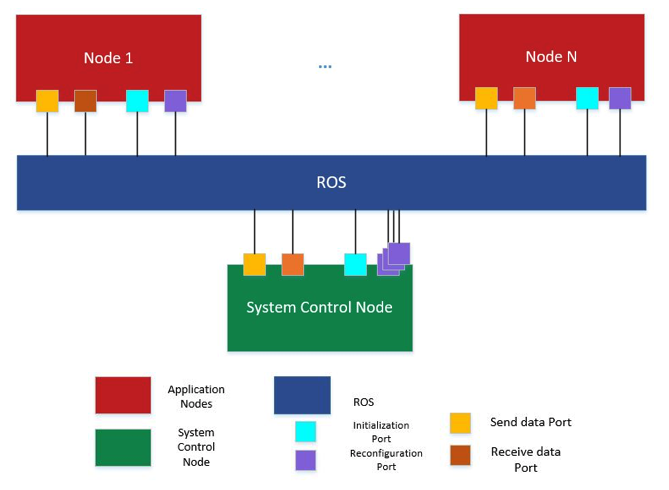 Node 1
...
Node N
ROS
System Control Node
Application
Nodes
ROS
System
Control
Node
Initialization
Port
Reconfiguration
Port
Send data Port
Receive data
Port